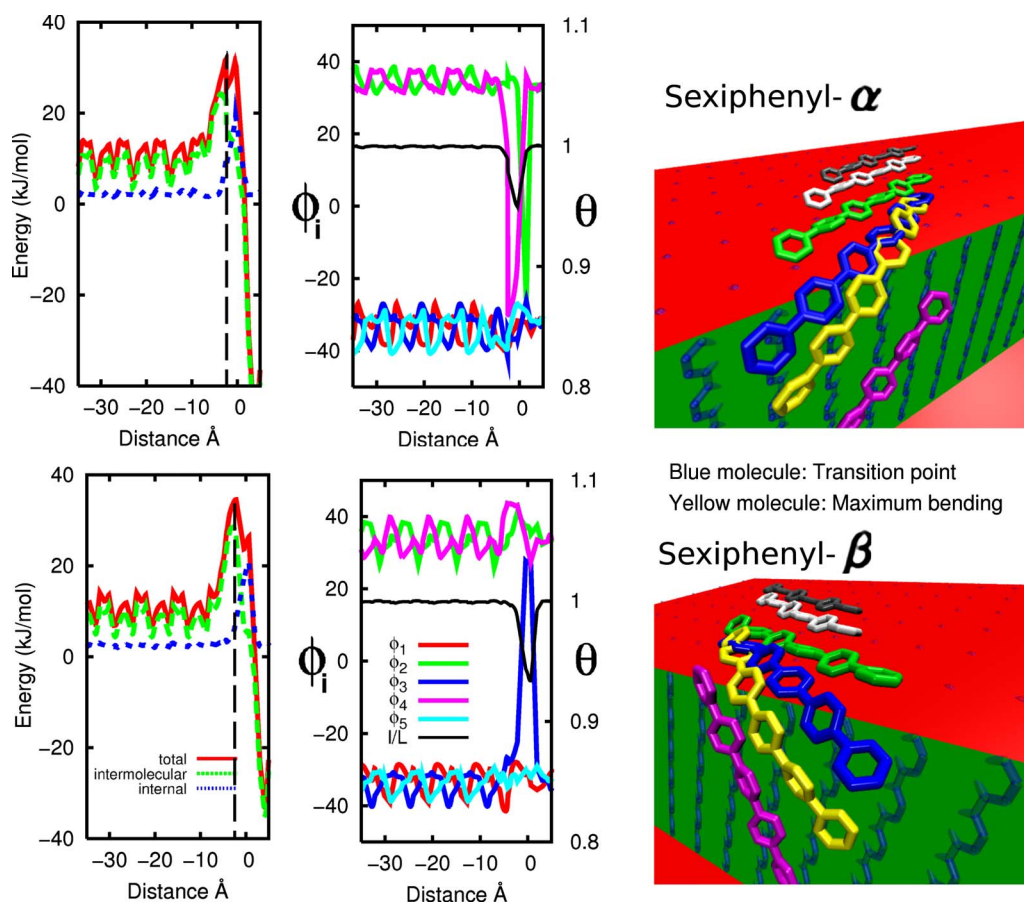 40
20
0
−20
−40
Energy (kJ/mol)
−30 −20 −10 0
Distance Å
40
20
0
−20
−40
ϕi
−30 −20 −10 0
Distance Å
1.1
1
0.9
0.8
θ
Sexiphenyl- α
Blue molecule: Transition point
Yellow molecule: Maximum bending
Sexiphenyl- β
40
20
0
−20
−40
Energy (kJ/mol)
total
intermolecular
internal
−30 −20 −10 0
Distance Å
40
20
0
−20
−40
ϕi
ϕ1
ϕ2
ϕ3
ϕ4
ϕ5
l/L
−30 −20 −10 0
Distance Å
1.1
1
0.9
0.8
θ